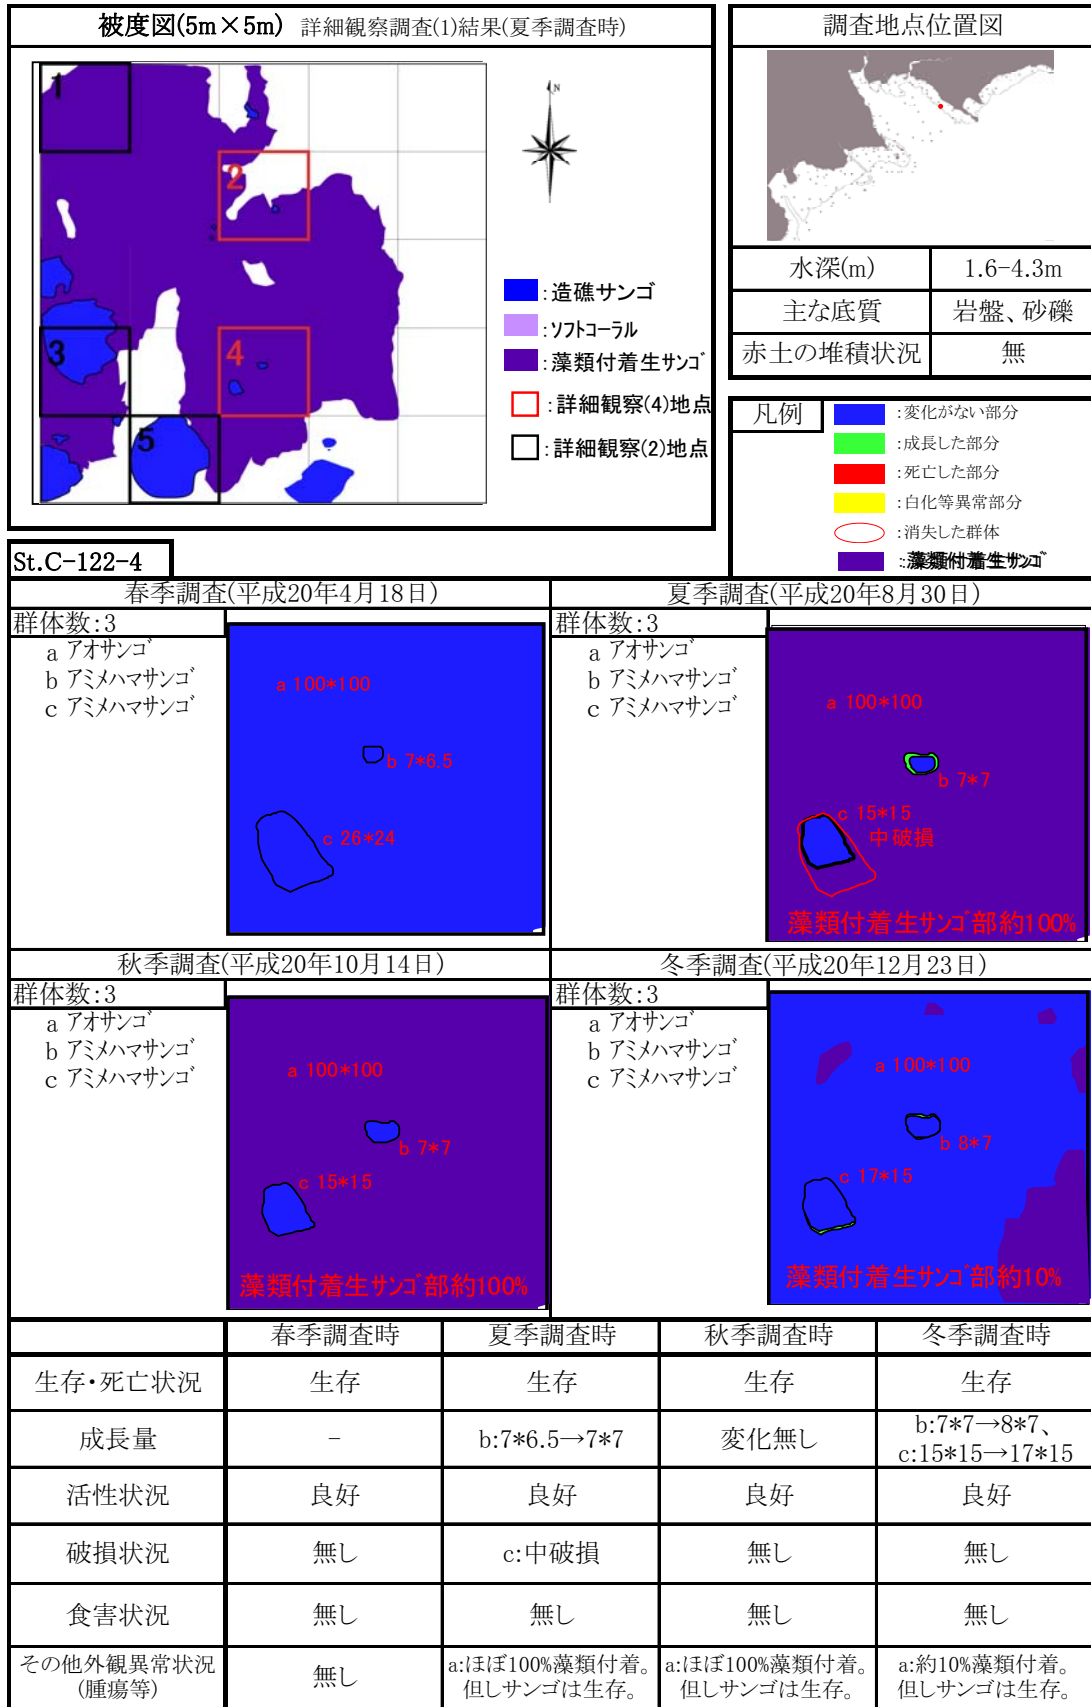 被度図(5m×5m) 詳細観察調査(1)結果(夏季調査時)
1
2
3
4
5
N
:造礁サンゴ
:ソフトコーラル
:藻類付着生サンゴ
:詳細観察(4)地点
:詳細観察(2)地点
調査地点位置図
水深(m) 1.6-4.3m
主な底質 岩盤、砂礫
赤土の堆積状況 無
凡例
:変化がない部分
:成長した部分
:死亡した部分
:白化等異常部分
:消失した群体
:藻類付着生サンゴ
St.C-122-4
春季調査(平成20年4月18日)
群体数:3
a アオサンゴ
b アミメハマサンゴ
c アミメハマサンゴ
a 100*100
b 7*6.5
c 26*24
夏季調査(平成20年8月30日)
群体数:3
a アオサンゴ
b アミメハマサンゴ
c アミメハマサンゴ
a 100*100
b 7*7
c 15*15
中破損
藻類付着生サンゴ部約100%
秋季調査(平成20年10月14日)
群体数:3
a アオサンゴ
b アミメハマサンゴ
c アミメハマサンゴ
a 100*100
b 7*7
c 15*15
藻類付着生サンゴ部約100%
冬季調査(平成20年12月23日)
群体数:3
a アオサンゴ
b アミメハマサンゴ
c アミメハマサンゴ
a 100*100
b 8*7
c 17*15
藻類付着生サンゴ部約10%
春季調査時 夏季調査時 秋季調査時 冬季調査時
生存・死亡状況 生存 生存 生存 生存
成長量 - b:7*6.5→7*7 変化無し b:7*7→8*7、
c:15*15→17*15
活性状況 良好 良好 良好 良好
破損状況 無し c:中破損 無し 無し
食害状況 無し 無し 無し 無し
その他外観異常状況 無し a:ほぼ100%藻類付着。 a:ほぼ100%藻類付着。 a:約10%藻類付着。
(腫瘍等) 但しサンゴは生存。 但しサンゴは生存。 但しサンゴは生存。